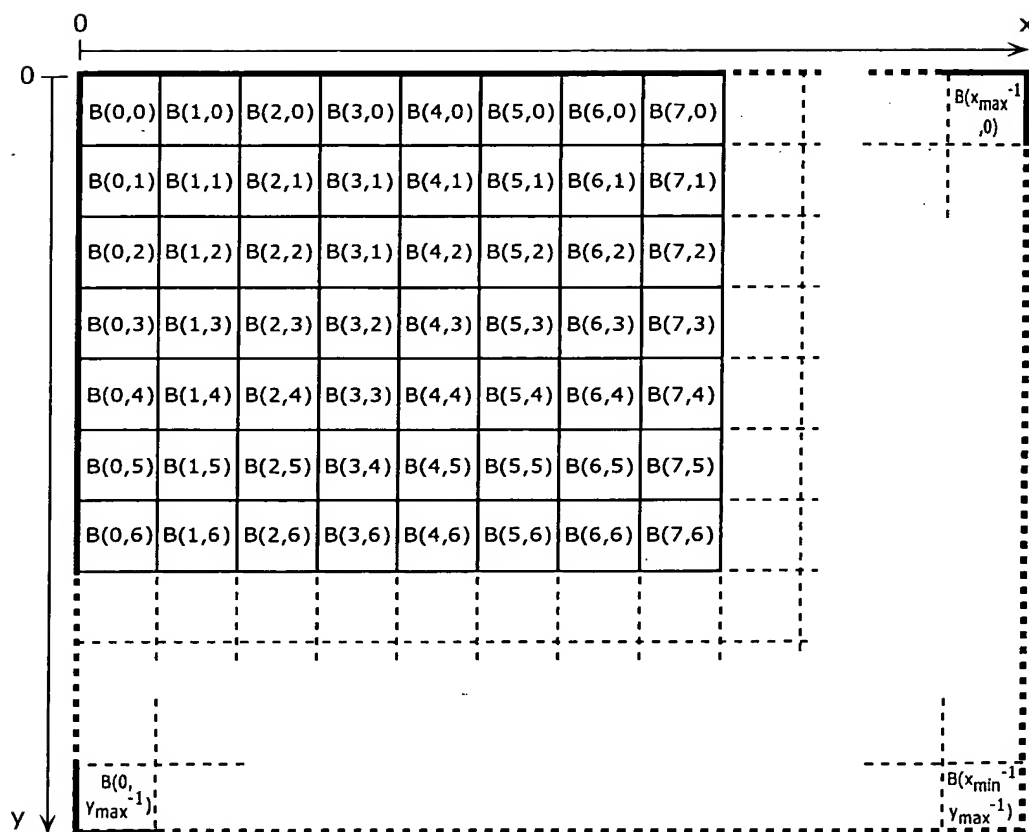 0
x
0
B(0,0) B(1,0) B(2,0) B(3,0) B(4,0) B(5,0) B(6,0) B(7,0) B(xmax-1
,0)
B(0,1) B(1,1) B(2,1) B(3,1) B(4,1) B(5,1) B(6,1) B(7,1)
B(0,2) B(1,2) B(2,2) B(3,1) B(4,2) B(5,2) B(6,2) B(7,2)
B(0,3) B(1,3) B(2,3) B(3,2) B(4,3) B(5,3) B(6,3) B(7,3)
B(0,4) B(1,4) B(2,4) B(3,3) B(4,4) B(5,4) B(6,4) B(7,4)
B(0,5) B(1,5) B(2,5) B(3,4) B(4,5) B(5,5) B(6,5) B(7,5)
B(0,6) B(1,6) B(2,6) B(3,6) B(4,6) B(5,6) B(6,6) B(7,6)
B(0,
ymax-1)
B(xmin-1
ymax-1)
y